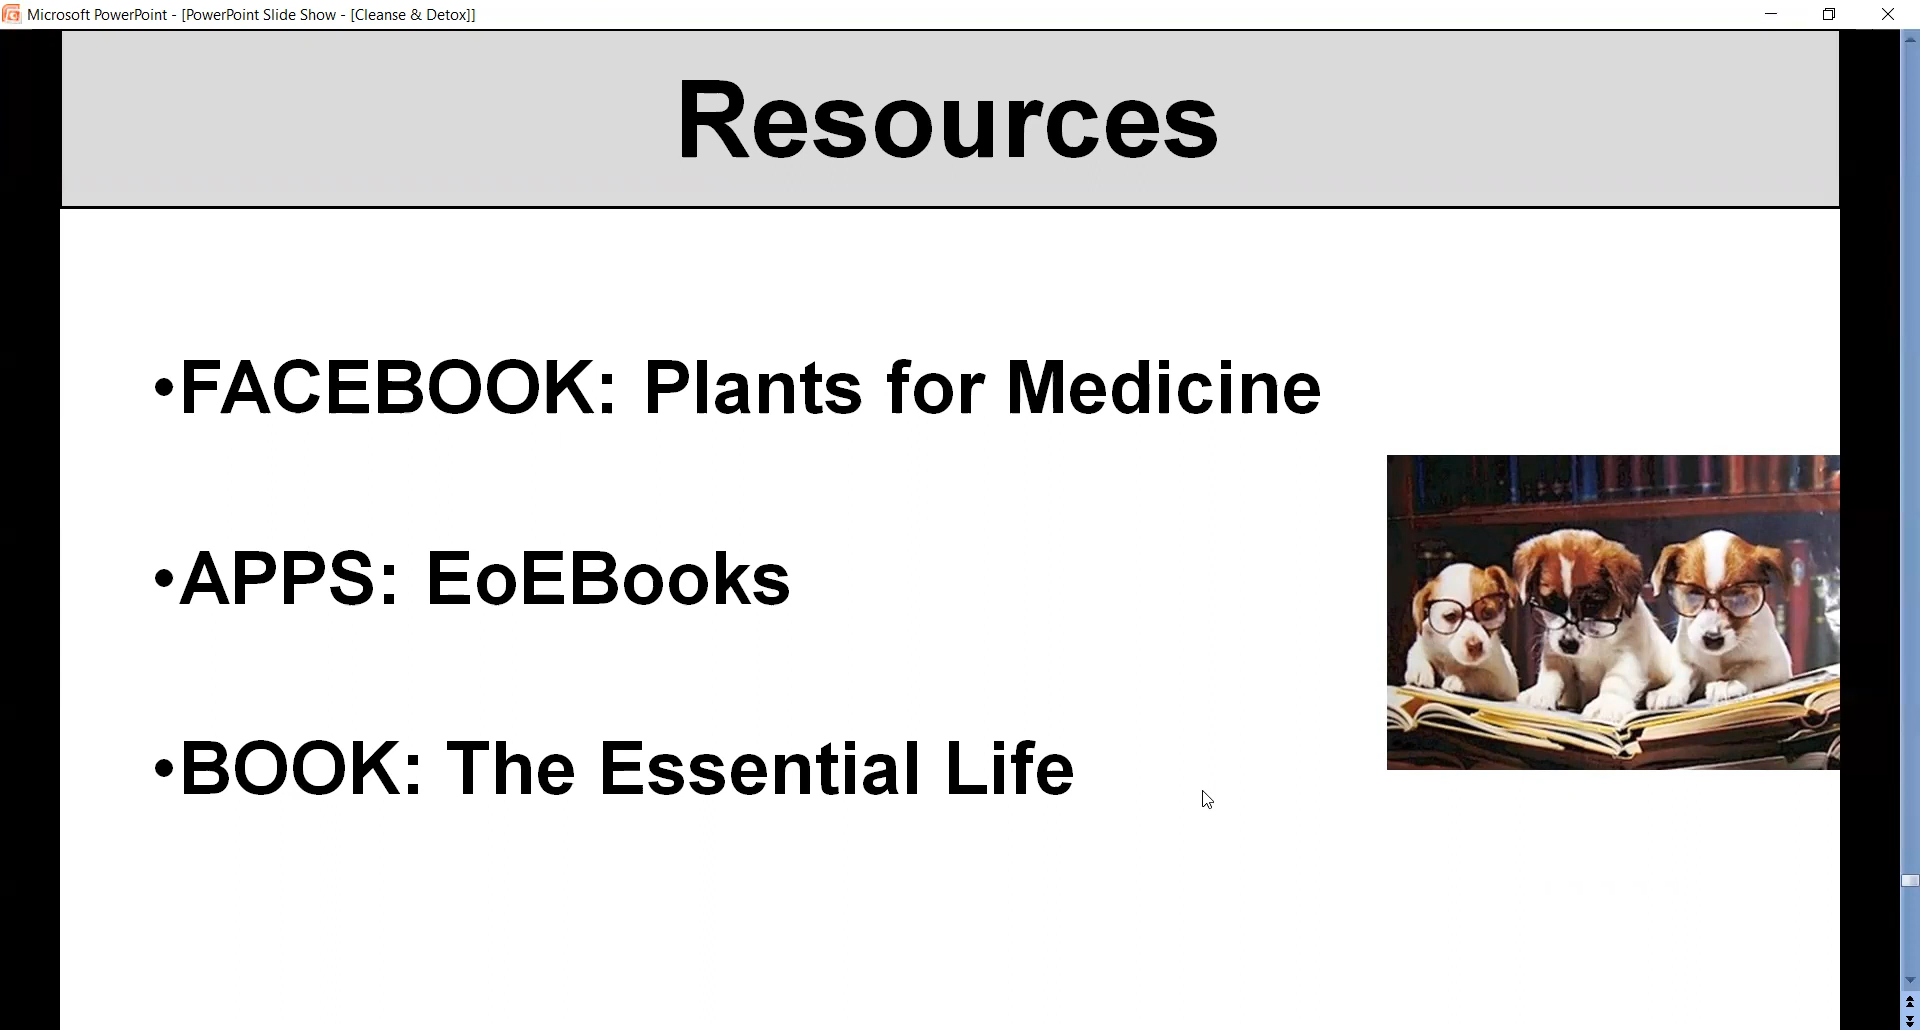 Microsoft PowerPoint - [PowerPoint Slide Show - [Cleanse & Detox]]
Resources
•FACEBOOK: Plants for Medicine
•APPS: EoEBooks
•BOOK: The Essential Life